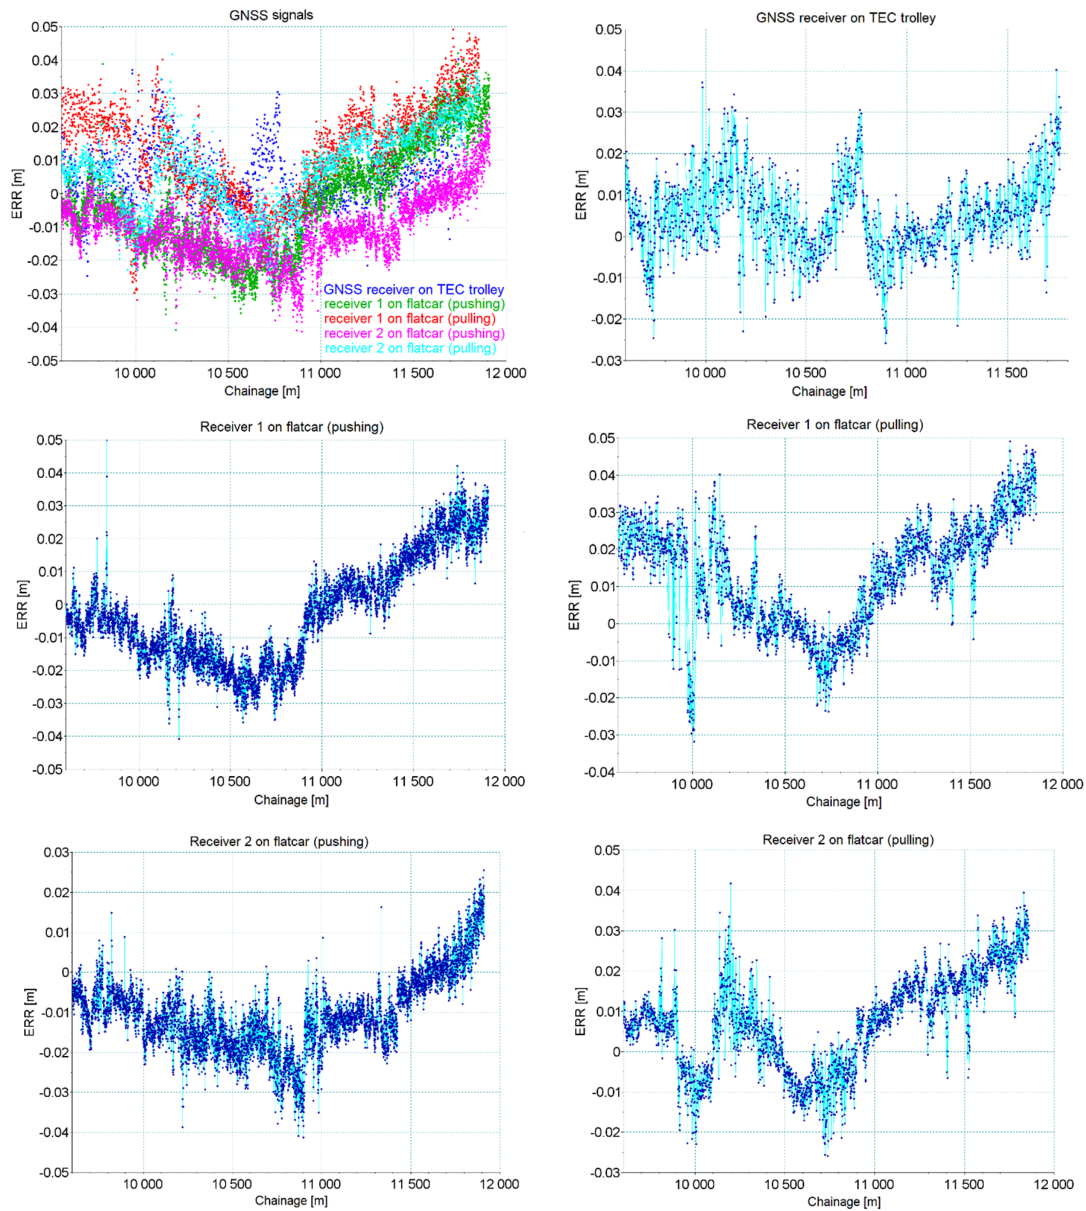 GNSS signals
0.05
0.04
0.03
0.02
0.01
0
-0.01
-0.02
-0.03
-0.04
-0.05
ERR [m]
GNSS receiver on TEC trolley
receiver 1 on flatcar (pushing)
receiver 1 on flatcar (pulling)
receiver 2 on flatcar (pushing)
receiver 2 on flatcar (pulling)
10 000 10 500 11 000 11 500 12 000
Chainage [m]
GNSS receiver on TEC trolley
0.05
0.04
0.03
0.02
0.01
0
-0.01
-0.02
-0.03
ERR [m]
10 000 10 500 11 000 11 500
Chainage [m]
Receiver 1 on flatcar (pushing)
0.05
0.04
0.03
0.02
0.01
0
-0.01
-0.02
-0.03
-0.04
-0.05
ERR [m]
10 000 10 500 11 000 11 500 12 000
Chainage [m]
Receiver 1 on flatcar (pulling)
0.05
0.04
0.03
0.02
0.01
0
-0.01
-0.02
-0.03
-0.04
ERR [m]
10 000 10 500 11 000 11 500 12 000
Chainage [m]
Receiver 2 on flatcar (pushing)
0.03
0.02
0.01
0
-0.01
-0.02
-0.03
-0.04
-0.05
ERR [m]
10 000 10 500 11 000 11 500 12 000
Chainage [m]
Receiver 2 on flatcar (pulling)
0.05
0.04
0.03
0.02
0.01
0
-0.01
-0.02
-0.03
ERR [m]
10 000 10 500 11 000 11 500 12 000
Chainage [m]